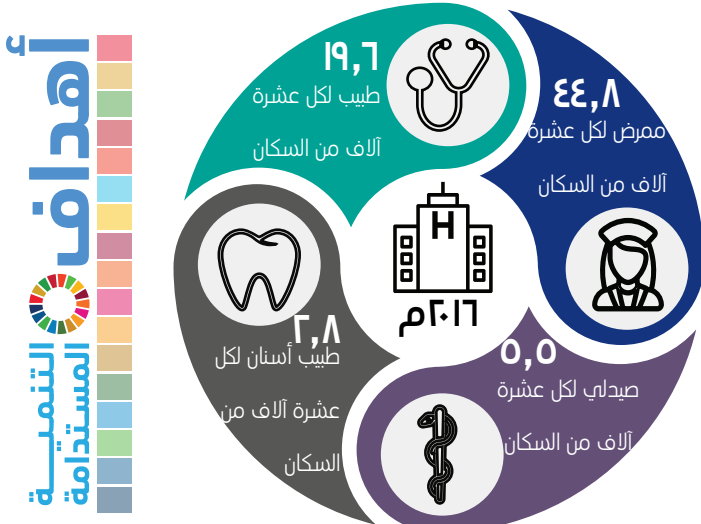 أهداف
التنميـــة
المستدامة
١٩,٦
طبيب لكل عشرة
آلاف من السكان
٤٤,٨
ممرض لكل عشرة
آلاف من السكان
H
٢٠١٦م
٢,٨
طبيب أسنان لكل
عشرة آلاف من
السكان
٥,٥
صيدلي لكل عشرة
آلاف من السكان